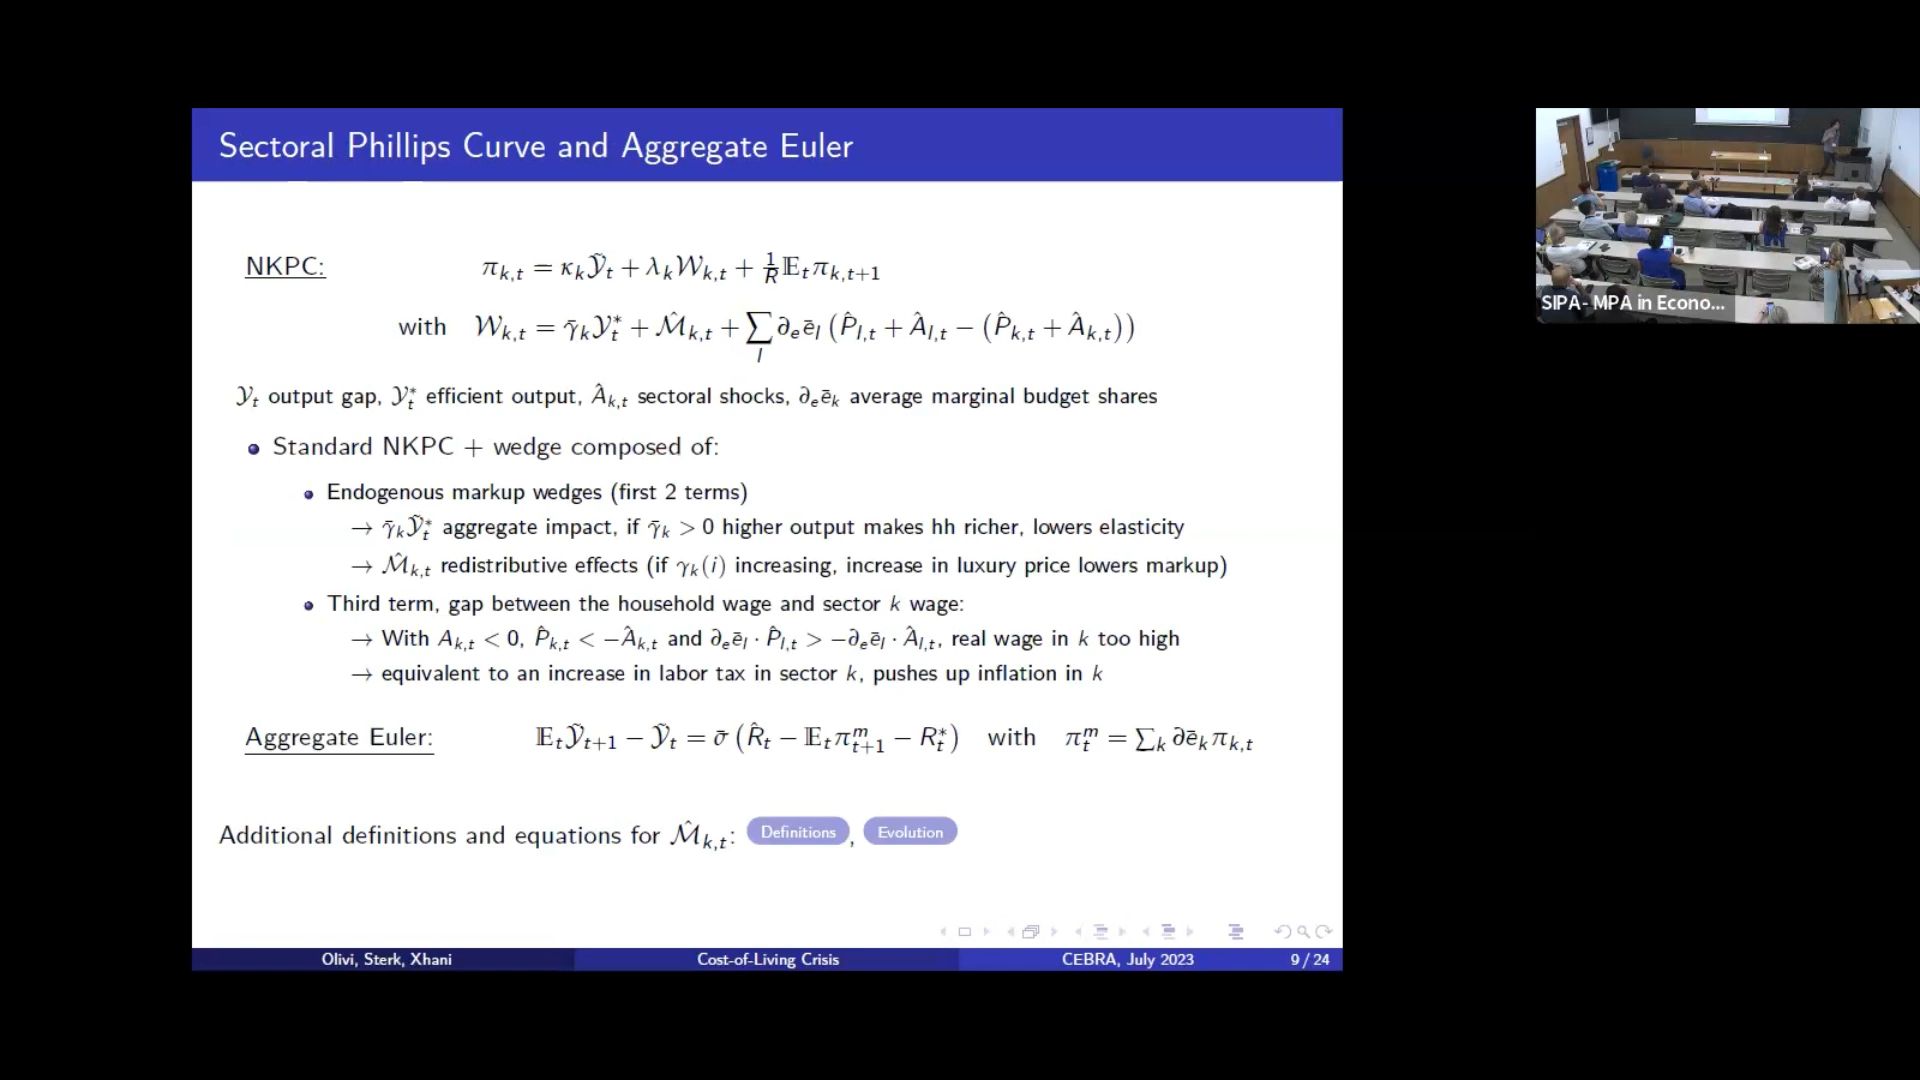 Sectoral Phillips Curve and Aggregate Euler
NKPC: π_{k,t} = κ_k 𝒴̃_t + λ_k 𝒲_{k,t} + 1/R 𝔼_t π_{k,t+1}
with 𝒲_{k,t} = γ̄_k 𝒴*_t + ℳ̂_{k,t} + ∑_l ∂_e ē_l (P̂_{l,t} + Â_{l,t} − (P̂_{k,t} + Â_{k,t}))
𝒴_t output gap, 𝒴*_t efficient output, Â_{k,t} sectoral shocks, ∂_e ē_k average marginal budget shares
• Standard NKPC + wedge composed of:
• Endogenous markup wedges (first 2 terms)
→ γ̄_k 𝒴̃*_t aggregate impact, if γ̄_k > 0 higher output makes hh richer, lowers elasticity
→ ℳ̂_{k,t} redistributive effects (if γ_k(i) increasing, increase in luxury price lowers markup)
• Third term, gap between the household wage and sector k wage:
→ With A_{k,t} < 0, P̂_{k,t} < −Â_{k,t} and ∂_e ē_l · P̂_{l,t} > −∂_e ē_l · Â_{l,t}, real wage in k too high
→ equivalent to an increase in labor tax in sector k, pushes up inflation in k
Aggregate Euler: 𝔼_t 𝒴̃_{t+1} − 𝒴̃_t = σ̄ (R̂_t − 𝔼_t π^m_{t+1} − R*_t) with π^m_t = ∑_k ∂ē_k π_{k,t}
Additional definitions and equations for ℳ̂_{k,t}: Definitions , Evolution
Olivi, Sterk, Xhani Cost-of-Living Crisis CEBRA, July 2023 9 / 24
SIPA- MPA in Econo...